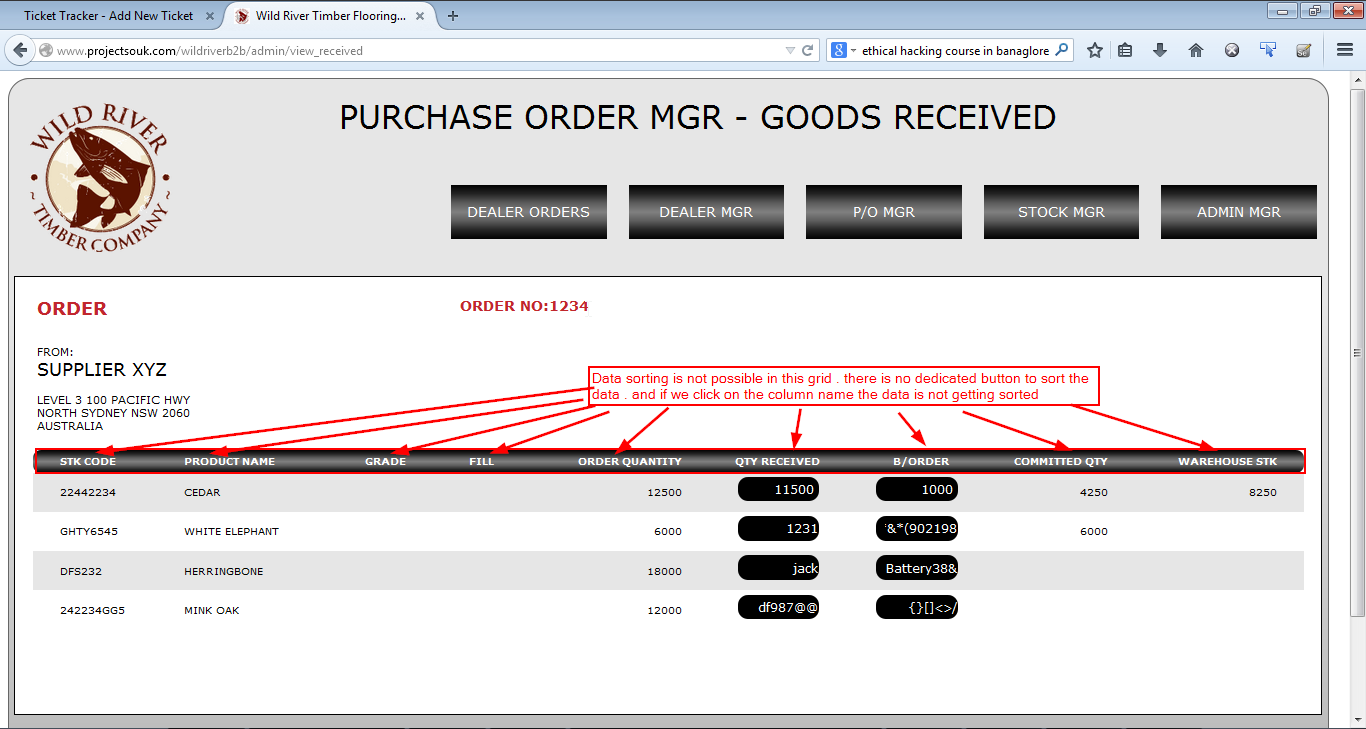 Ticket Tracker - Add New Ticket
Wild River Timber Flooring...
www.projectsouk.com/wildriverb2b/admin/view_received
ethical hacking course in banaglore
WILD RIVER
TIMBER COMPANY
PURCHASE ORDER MGR - GOODS RECEIVED
DEALER ORDERS DEALER MGR P/O MGR STOCK MGR ADMIN MGR
ORDER
ORDER NO:1234
FROM:
SUPPLIER XYZ
LEVEL 3 100 PACIFIC HWY
NORTH SYDNEY NSW 2060
AUSTRALIA
Data sorting is not possible in this grid . there is no dedicated button to sort the
data . and if we click on the column name the data is not getting sorted
STK CODE PRODUCT NAME GRADE FILL ORDER QUANTITY QTY RECEIVED B/ORDER COMMITTED QTY WAREHOUSE STK
22442234 CEDAR 12500 11500 1000 4250 8250
GHTY6545 WHITE ELEPHANT 6000 1231 &*(902198 6000
DFS232 HERRINGBONE 18000 jack Battery38&
242234GG5 MINK OAK 12000 df987@@ {}[]<>/